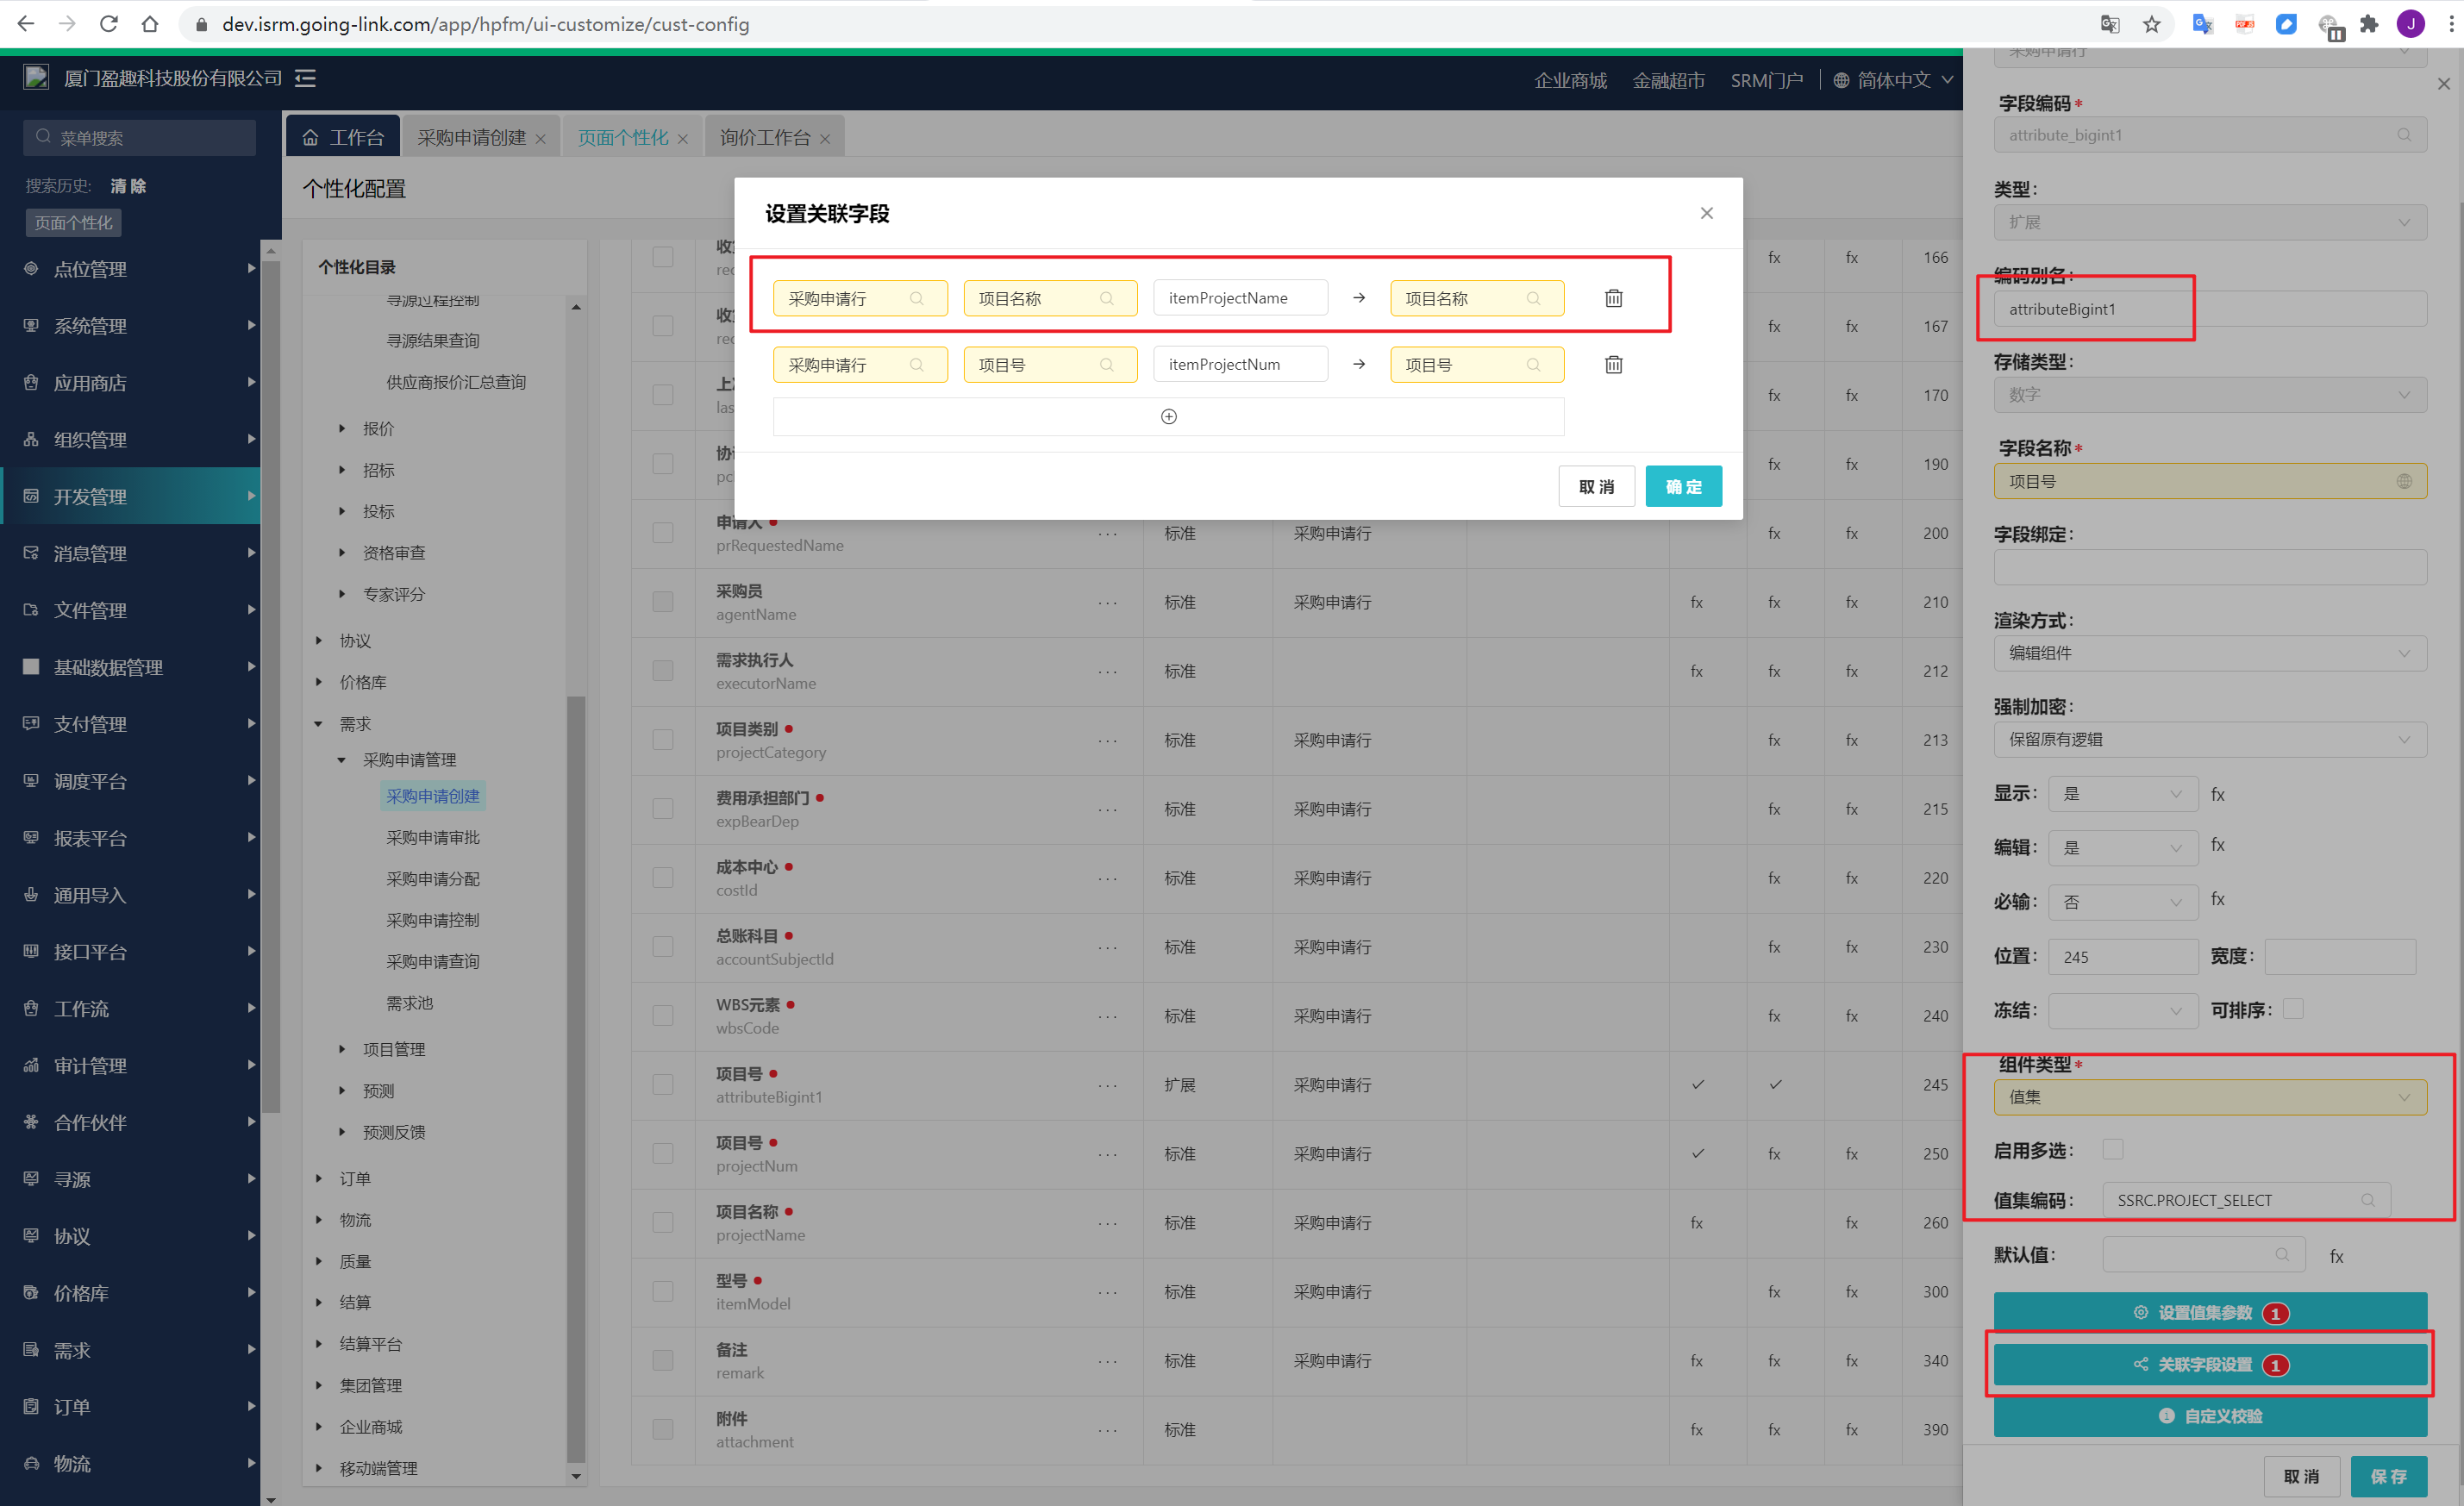 dev.isrm.going-link.com/app/hpfm/ui-customize/cust-config
J
厦门盈趣科技股份有限公司
企业商城 金融超市 SRM门户 简体中文
菜单搜索
搜索历史: 清除
页面个性化
点位管理
系统管理
应用商店
组织管理
开发管理
消息管理
文件管理
基础数据管理
支付管理
调度平台
报表平台
通用导入
接口平台
工作流
审计管理
合作伙伴
寻源
协议
价格库
需求
订单
物流
工作台 采购申请创建 页面个性化 询价工作台
个性化配置
个性化目录
寻源过程控制
寻源结果查询
供应商报价汇总查询
报价
招标
投标
资格审查
专家评分
协议
价格库
需求
采购申请管理
采购申请创建
采购申请审批
采购申请分配
采购申请控制
采购申请查询
需求池
项目管理
预测
预测反馈
订单
物流
质量
结算
结算平台
集团管理
企业商城
移动端管理
设置关联字段
采购申请行 项目名称 itemProjectName → 项目名称
采购申请行 项目号 itemProjectNum → 项目号
取消 确定
fx fx 166
fx fx 167
fx fx 170
fx fx 190
申请人
prRequestedName ... 标准 采购申请行 fx fx 200
采购员
agentName ... 标准 采购申请行 fx fx fx 210
需求执行人
executorName ... 标准 fx fx fx 212
项目类别
projectCategory ... 标准 采购申请行 fx fx 213
费用承担部门
expBearDep ... 标准 采购申请行 fx fx 215
成本中心
costId ... 标准 采购申请行 fx fx 220
总账科目
accountSubjectId ... 标准 采购申请行 fx fx 230
WBS元素
wbsCode ... 标准 采购申请行 fx fx 240
项目号
attributeBigint1 ... 扩展 采购申请行 ✓ ✓ 245
项目号
projectNum ... 标准 采购申请行 ✓ fx fx 250
项目名称
projectName ... 标准 采购申请行 fx fx 260
型号
itemModel ... 标准 采购申请行 fx fx 300
备注
remark ... 标准 采购申请行 fx fx fx 340
附件
attachment ... 标准 fx fx fx 390
采购申请行
字段编码*
attribute_bigint1
类型:
扩展
编码别名:
attributeBigint1
存储类型:
数字
字段名称*
项目号
字段绑定:
渲染方式:
编辑组件
强制加密:
保留原有逻辑
显示: 是 fx
编辑: 是 fx
必输: 否 fx
位置: 245 宽度:
冻结: 可排序:
组件类型*
值集
启用多选:
值集编码: SSRC.PROJECT_SELECT
默认值: fx
设置值集参数 1
关联字段设置 1
自定义校验
取消 保存